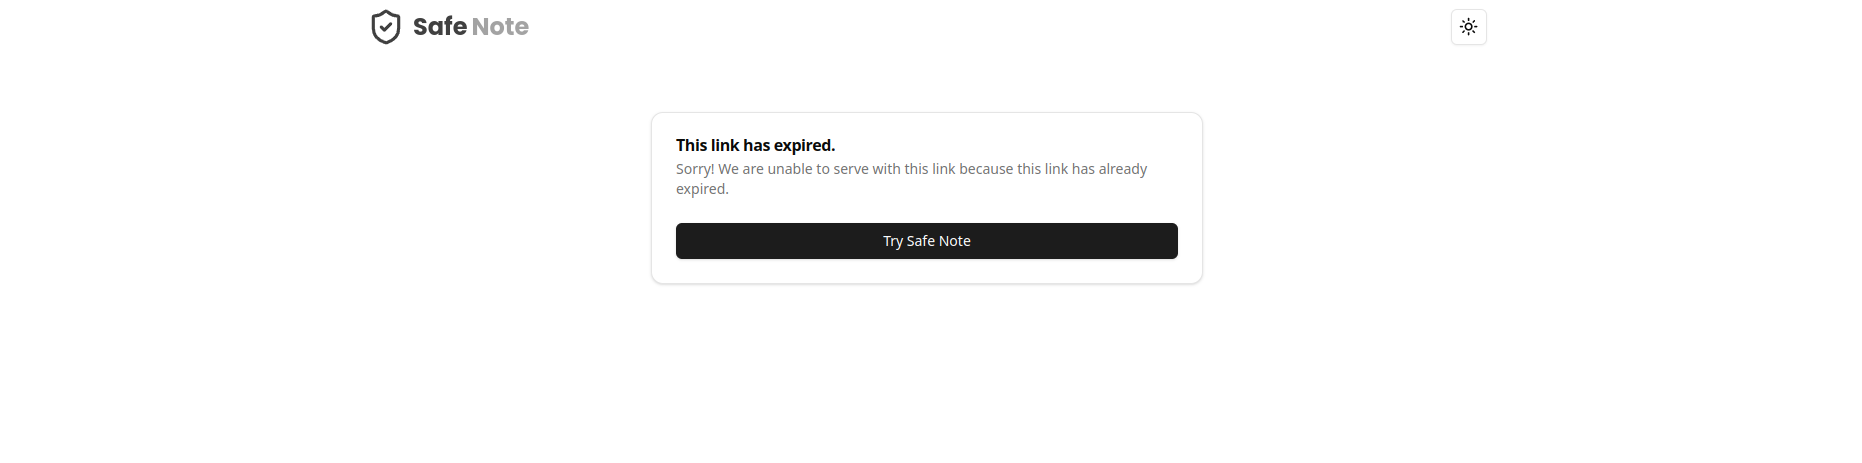 Safe Note
This link has expired.
Sorry! We are unable to serve with this link because this link has already
expired.
Try Safe Note